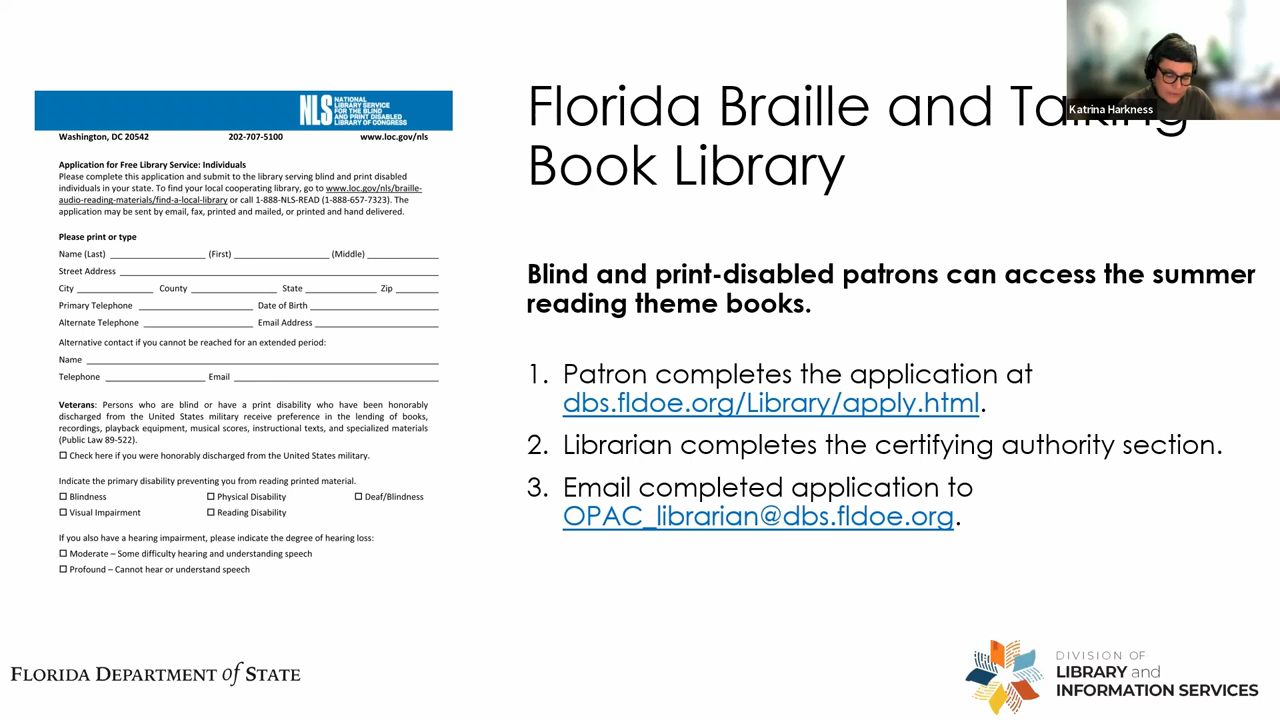 NLS NATIONAL
LIBRARY SERVICE
FOR THE BLIND
AND PRINT DISABLED
LIBRARY OF CONGRESS
Washington, DC 20542 202-707-5100 www.loc.gov/nls
Application for Free Library Service: Individuals
Please complete this application and submit to the library serving blind and print disabled
individuals in your state. To find your local cooperating library, go to www.loc.gov/nls/braille-
audio-reading-materials/find-a-local-library or call 1-888-NLS-READ (1-888-657-7323). The
application may be sent by email, fax, printed and mailed, or printed and hand delivered.
Please print or type
Name (Last) (First) (Middle)
Street Address
City County State Zip
Primary Telephone Date of Birth
Alternate Telephone Email Address
Alternative contact if you cannot be reached for an extended period:
Name
Telephone Email
Veterans: Persons who are blind or have a print disability who have been honorably
discharged from the United States military receive preference in the lending of books,
recordings, playback equipment, musical scores, instructional texts, and specialized materials
(Public Law 89-522).
☐ Check here if you were honorably discharged from the United States military.
Indicate the primary disability preventing you from reading printed material.
☐ Blindness ☐ Physical Disability ☐ Deaf/Blindness
☐ Visual Impairment ☐ Reading Disability
If you also have a hearing impairment, please indicate the degree of hearing loss:
☐ Moderate – Some difficulty hearing and understanding speech
☐ Profound – Cannot hear or understand speech
Katrina Harkness
Florida Braille and Talking
Book Library
Blind and print-disabled patrons can access the summer
reading theme books.
1. Patron completes the application at
dbs.fldoe.org/Library/apply.html.
2. Librarian completes the certifying authority section.
3. Email completed application to
OPAC_librarian@dbs.fldoe.org.
FLORIDA DEPARTMENT of STATE
DIVISION OF
LIBRARY and
INFORMATION SERVICES